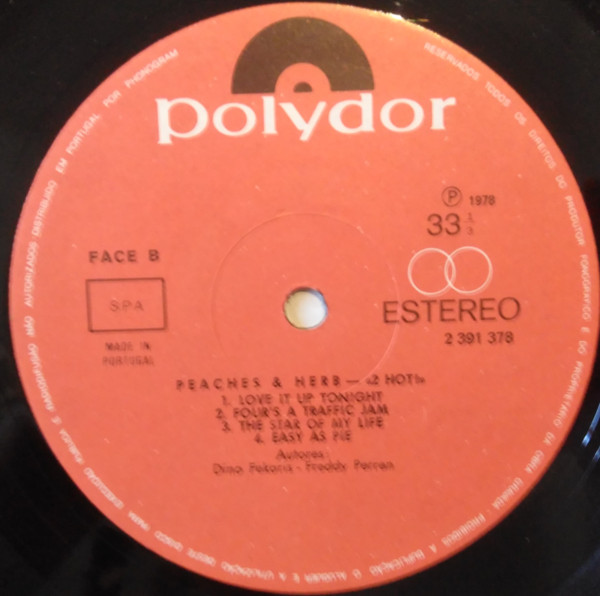 polydor
Ⓟ 1978
33 1/3
FACE B
SPA
ESTEREO
MADE IN
PORTUGAL
2 391 378
PEACHES & HERB — «2 HOT!»
1. LOVE IT UP TONIGHT
2. FOUR'S A TRAFFIC JAM
3. THE STAR OF MY LIFE
4. EASY AS PIE
Autores:
Dino Fekaris - Freddy Perren
RESERVADOS TODOS OS DIREITOS DO PRODUTOR FONOGRÁFICO E DO PROPRIETÁRIO DA OBRA GRAVADA
DISTRIBUIDO EM PORTUGAL POR PHONOGRAM